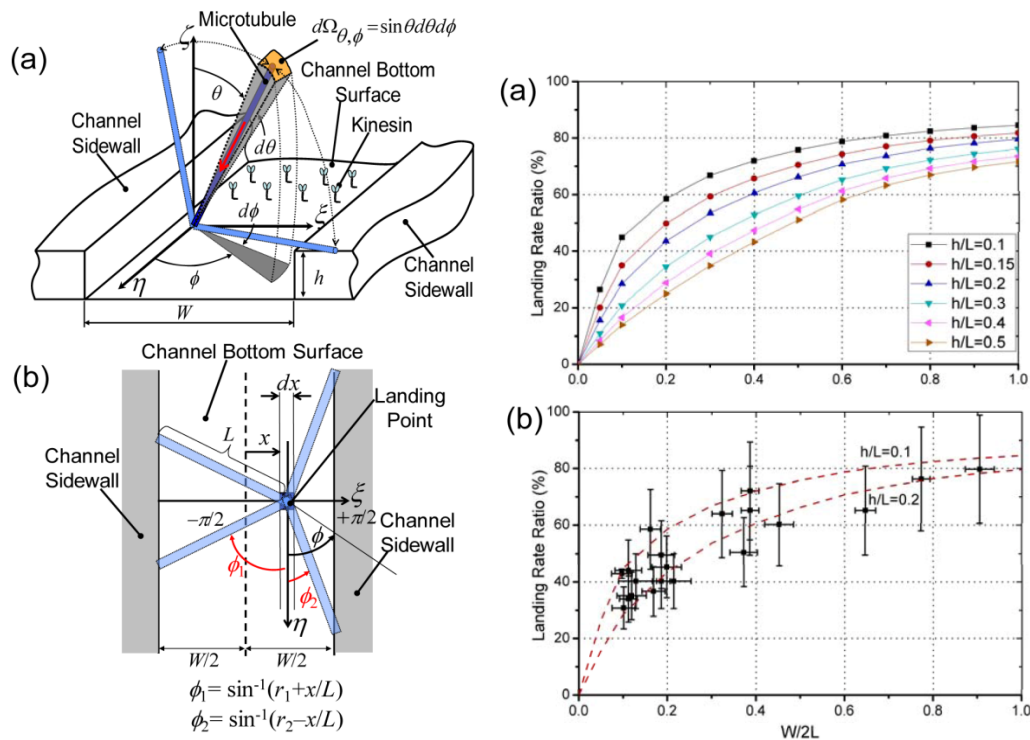 (a)
Microtubule
dΩθ,ϕ = sinθdθdϕ
ζ
θ
Channel Bottom
Surface
Kinesin
Channel
Sidewall
dθ
ξ
dϕ
η
ϕ
h
Channel
Sidewall
W
(b)
Channel Bottom Surface
dx
Landing
Point
L
x
Channel
Sidewall
ξ
−π/2
+π/2
ϕ
Channel
Sidewall
ϕ1
ϕ2
η
W/2
W/2
ϕ1= sin-1(r1+x/L)
ϕ2= sin-1(r2–x/L)
(a)
Landing Rate Ratio (%)
100
80
60
40
20
0
h/L=0.1
h/L=0.15
h/L=0.2
h/L=0.3
h/L=0.4
h/L=0.5
0.0 0.2 0.4 0.6 0.8 1.0
(b)
Landing Rate Ratio (%)
100
80
60
40
20
0
h/L=0.1
h/L=0.2
0.0 0.2 0.4 0.6 0.8 1.0
W/2L